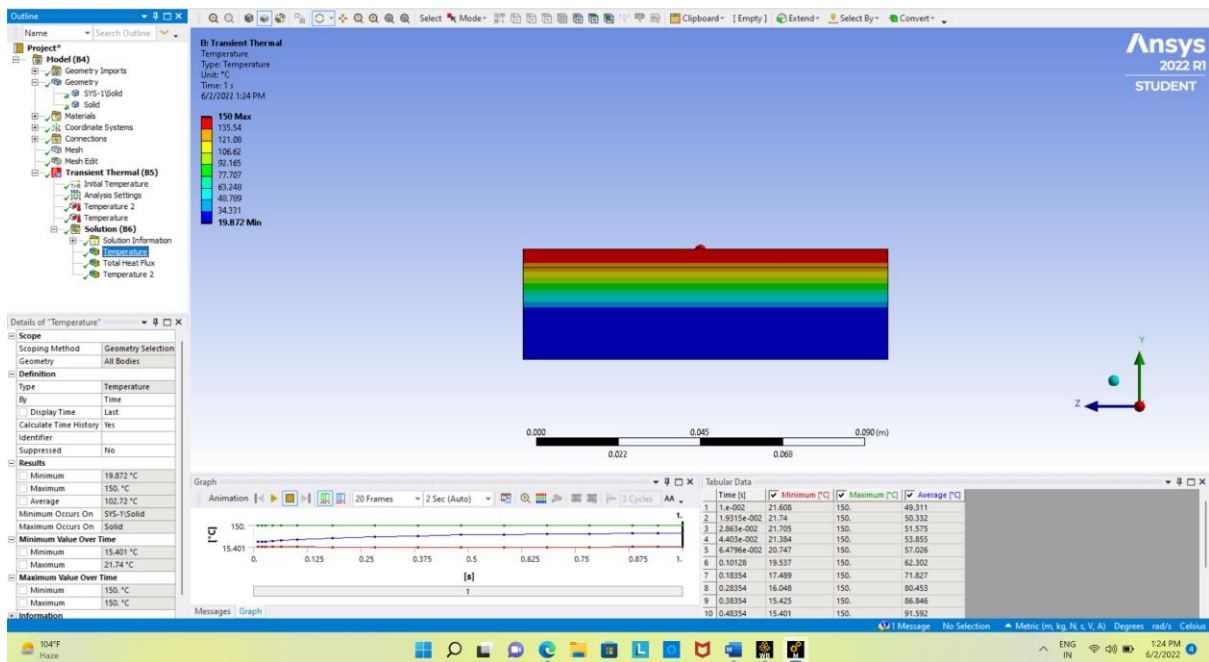 Outline
Name
Search Outline
Project*
Model (B4)
Geometry Imports
Geometry
SYS-1\Solid
Solid
Materials
Coordinate Systems
Connections
Mesh
Mesh Edit
Transient Thermal (B5)
Initial Temperature
Analysis Settings
Temperature 2
Temperature
Solution (B6)
Solution Information
Temperature
Total Heat Flux
Temperature 2
Details of "Temperature"
Scope
Scoping Method Geometry Selection
Geometry All Bodies
Definition
Type Temperature
By Time
Display Time Last
Calculate Time History Yes
Identifier
Suppressed No
Results
Minimum 19.872 °C
Maximum 150. °C
Average 102.72 °C
Minimum Occurs On SYS-1\Solid
Maximum Occurs On Solid
Minimum Value Over Time
Minimum 15.401 °C
Maximum 21.74 °C
Maximum Value Over Time
Minimum 150. °C
Maximum 150. °C
Information
Select Mode Clipboard [Empty] Extend Select By Convert
B: Transient Thermal
Temperature
Type: Temperature
Unit: °C
Time: 1 s
6/2/2022 1:24 PM
150 Max
135.54
121.08
106.62
92.165
77.707
63.248
48.789
34.331
19.872 Min
Ansys
2022 R1
STUDENT
Y
Z
0.000 0.045 0.090 (m)
0.022 0.068
Graph
Animation 20 Frames 2 Sec (Auto) 3 Cycles AA
1.
150.
[°C]
15.401
0. 0.125 0.25 0.375 0.5 0.625 0.75 0.875 1.
[s]
1
Messages Graph
Tabular Data
Time [s] Minimum [°C] Maximum [°C] Average [°C]
1 1.e-002 21.608 150. 49.311
2 1.9315e-002 21.74 150. 50.332
3 2.863e-002 21.705 150. 51.575
4 4.403e-002 21.384 150. 53.855
5 6.4796e-002 20.747 150. 57.026
6 0.10128 19.537 150. 62.302
7 0.18354 17.489 150. 71.827
8 0.28354 16.048 150. 80.453
9 0.38354 15.425 150. 86.846
10 0.48354 15.401 150. 91.592
1 Message No Selection Metric (m, kg, N, s, V, A) Degrees rad/s Celsius
104°F
Haze
ENG
IN
1:24 PM
6/2/2022
4